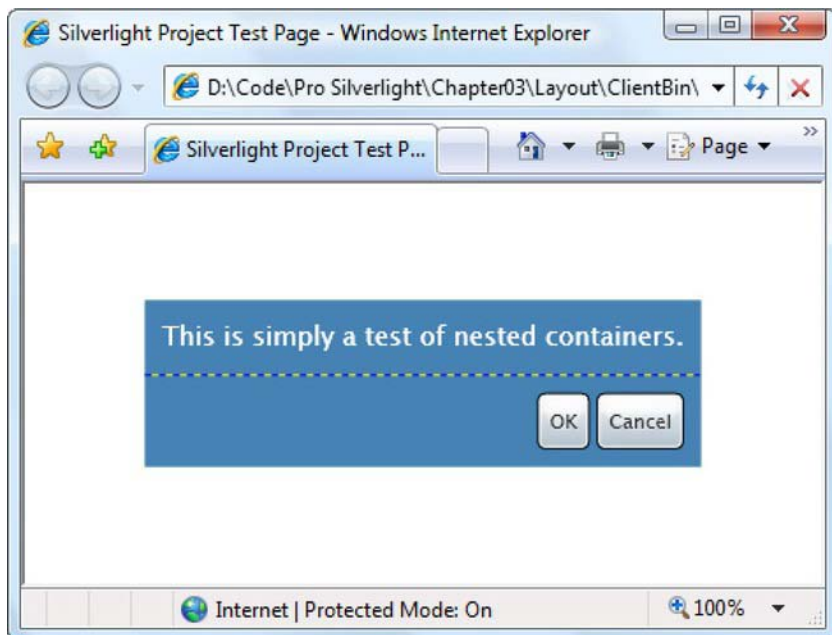 Silverlight Project Test Page - Windows Internet Explorer
D:\Code\Pro Silverlight\Chapter03\Layout\ClientBin\
Silverlight Project Test P...
Page
This is simply a test of nested containers.
OK
Cancel
Internet | Protected Mode: On
100%